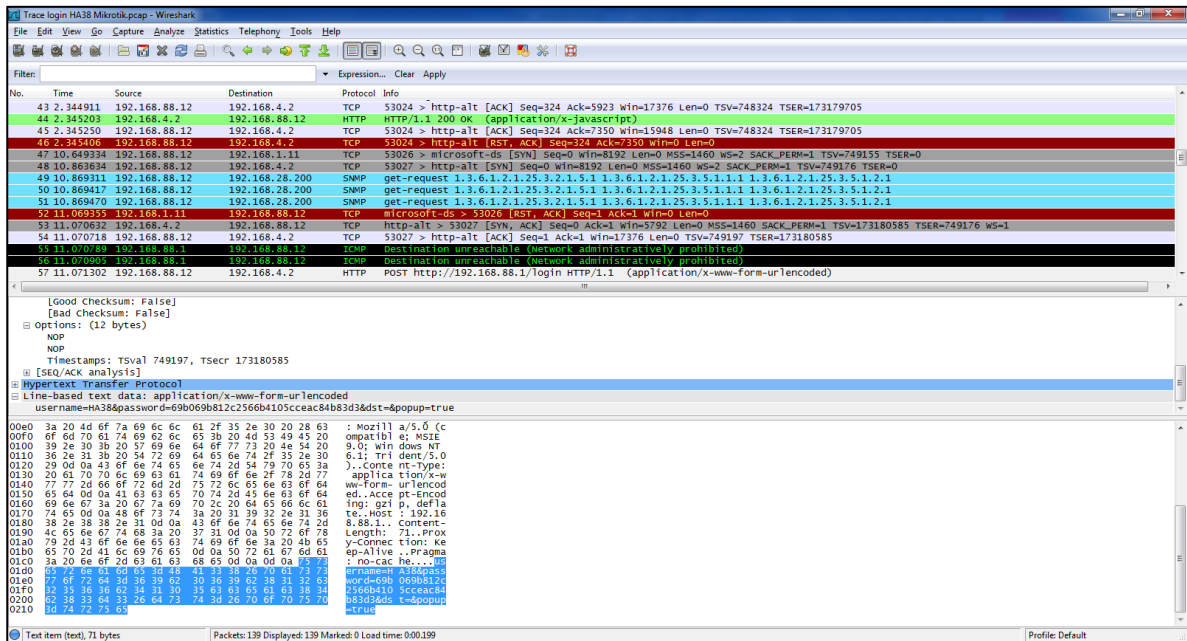 Trace login HA38 Mikrotik.pcap - Wireshark
File Edit View Go Capture Analyze Statistics Telephony Tools Help
Filter: Expression... Clear Apply
No. Time Source Destination Protocol Info
43 2.344911 192.168.88.12 192.168.4.2 TCP 53024 > http-alt [ACK] Seq=324 Ack=5923 Win=17376 Len=0 TSV=748324 TSER=173179705
44 2.345203 192.168.4.2 192.168.88.12 HTTP HTTP/1.1 200 OK (application/x-javascript)
45 2.345250 192.168.88.12 192.168.4.2 TCP 53024 > http-alt [ACK] Seq=324 Ack=7350 Win=15948 Len=0 TSV=748324 TSER=173179705
46 2.345406 192.168.88.12 192.168.4.2 TCP 53024 > http-alt [RST, ACK] Seq=324 Ack=7350 Win=0 Len=0
47 10.649334 192.168.88.12 192.168.1.11 TCP 53026 > microsoft-ds [SYN] Seq=0 Win=8192 Len=0 MSS=1460 WS=2 SACK_PERM=1 TSV=749155 TSER=0
48 10.863634 192.168.88.12 192.168.4.2 TCP 53027 > http-alt [SYN] Seq=0 Win=8192 Len=0 MSS=1460 WS=2 SACK_PERM=1 TSV=749176 TSER=0
49 10.869311 192.168.88.12 192.168.28.200 SNMP get-request 1.3.6.1.2.1.25.3.2.1.5.1 1.3.6.1.2.1.25.3.5.1.1.1 1.3.6.1.2.1.25.3.5.1.2.1
50 10.869417 192.168.88.12 192.168.28.200 SNMP get-request 1.3.6.1.2.1.25.3.2.1.5.1 1.3.6.1.2.1.25.3.5.1.1.1 1.3.6.1.2.1.25.3.5.1.2.1
51 10.869470 192.168.88.12 192.168.28.200 SNMP get-request 1.3.6.1.2.1.25.3.2.1.5.1 1.3.6.1.2.1.25.3.5.1.1.1 1.3.6.1.2.1.25.3.5.1.2.1
52 11.069355 192.168.1.11 192.168.88.12 TCP microsoft-ds > 53026 [RST, ACK] Seq=1 Ack=1 Win=0 Len=0
53 11.070632 192.168.4.2 192.168.88.12 TCP http-alt > 53027 [SYN, ACK] Seq=0 Ack=1 Win=5792 Len=0 MSS=1460 SACK_PERM=1 TSV=173180585 TSER=749176 WS=1
54 11.070718 192.168.88.12 192.168.4.2 TCP 53027 > http-alt [ACK] Seq=1 Ack=1 Win=17376 Len=0 TSV=749197 TSER=173180585
55 11.070789 192.168.88.1 192.168.88.12 ICMP Destination unreachable (Network administratively prohibited)
56 11.070905 192.168.88.1 192.168.88.12 ICMP Destination unreachable (Network administratively prohibited)
57 11.071302 192.168.88.12 192.168.4.2 HTTP POST http://192.168.88.1/login HTTP/1.1 (application/x-www-form-urlencoded)
[Good Checksum: False]
[Bad Checksum: False]
Options: (12 bytes)
NOP
NOP
Timestamps: TSval 749197, TSecr 173180585
[SEQ/ACK analysis]
Hypertext Transfer Protocol
Line-based text data: application/x-www-form-urlencoded
username=HA38&password=69b069b812c2566b4105cceac84b83d3&dst=&popup=true
00e0 3a 20 4d 6f 7a 69 6c 6c 61 2f 35 2e 30 20 28 63 : Mozill a/5.0 (c
00f0 6f 6d 70 61 74 69 62 6c 65 3b 20 4d 53 49 45 20 ompatibl e; MSIE
0100 39 2e 30 3b 20 57 69 6e 64 6f 77 73 20 4e 54 20 9.0; Win dows NT
0110 36 2e 31 3b 20 54 72 69 64 65 6e 74 2f 35 2e 30 6.1; Tri dent/5.0
0120 29 0d 0a 43 6f 6e 74 65 6e 74 2d 54 79 70 65 3a )..Conte nt-Type:
0130 20 61 70 70 6c 69 63 61 74 69 6f 6e 2f 78 2d 77 applica tion/x-w
0140 77 77 2d 66 6f 72 6d 2d 75 72 6c 65 6e 63 6f 64 ww-form- urlencod
0150 65 64 0d 0a 41 63 63 65 70 74 2d 45 6e 63 6f 64 ed..Acce pt-Encod
0160 69 6e 67 3a 20 67 7a 69 70 2c 20 64 65 66 6c 61 ing: gzi p, defla
0170 74 65 0d 0a 48 6f 73 74 3a 20 31 39 32 2e 31 36 te..Host : 192.16
0180 38 2e 38 38 2e 31 0d 0a 43 6f 6e 74 65 6e 74 2d 8.88.1.. Content-
0190 4c 65 6e 67 74 68 3a 20 37 31 0d 0a 50 72 6f 78 Length: 71..Prox
01a0 79 2d 43 6f 6e 6e 65 63 74 69 6f 6e 3a 20 4b 65 y-Connec tion: Ke
01b0 65 70 2d 41 6c 69 76 65 0d 0a 50 72 61 67 6d 61 ep-Alive ..Pragma
01c0 3a 20 6e 6f 2d 63 61 63 68 65 0d 0a 0d 0a 75 73 : no-cac he....us
01d0 65 72 6e 61 6d 65 3d 48 41 33 38 26 70 61 73 73 ername=H A38&pass
01e0 77 6f 72 64 3d 36 39 62 30 36 39 62 38 31 32 63 word=69b 069b812c
01f0 32 35 36 36 62 34 31 30 35 63 63 65 61 63 38 34 2566b410 5cceac84
0200 62 38 33 64 33 26 64 73 74 3d 26 70 6f 70 75 70 b83d3&ds t=&popup
0210 3d 74 72 75 65 =true
Text item (text), 71 bytes Packets: 139 Displayed: 139 Marked: 0 Load time: 0:00.199 Profile: Default